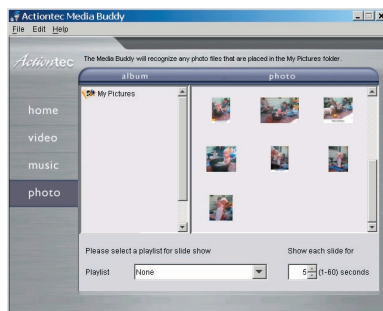 Actiontec Media Buddy
File Edit Help
Actiontec
The Media Buddy will recognize any photo files that are placed in the My Pictures folder.
album photo
My Pictures
home
video
music
photo
Please select a playlist for slide show
Show each slide for
Playlist None 5 (1-60) seconds